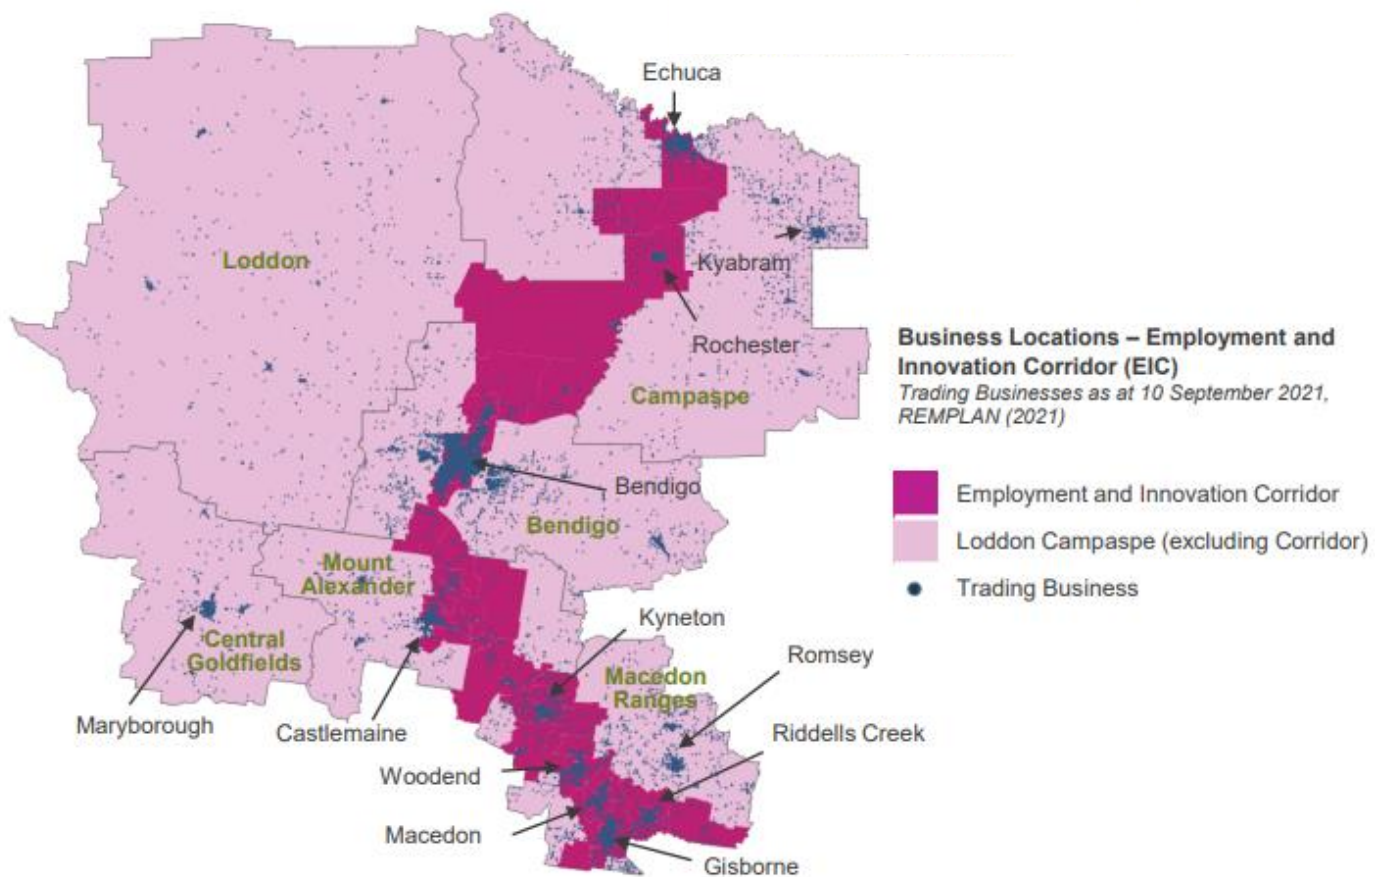 Echuca
Loddon
Kyabram
Rochester
Campaspe
Business Locations – Employment and
Innovation Corridor (EIC)
Trading Businesses as at 10 September 2021,
REMPLAN (2021)
Bendigo
Bendigo
Employment and Innovation Corridor
Loddon Campaspe (excluding Corridor)
Trading Business
Mount
Alexander
Central
Goldfields
Kyneton
Macedon
Ranges
Romsey
Maryborough
Castlemaine
Riddells Creek
Woodend
Macedon
Gisborne